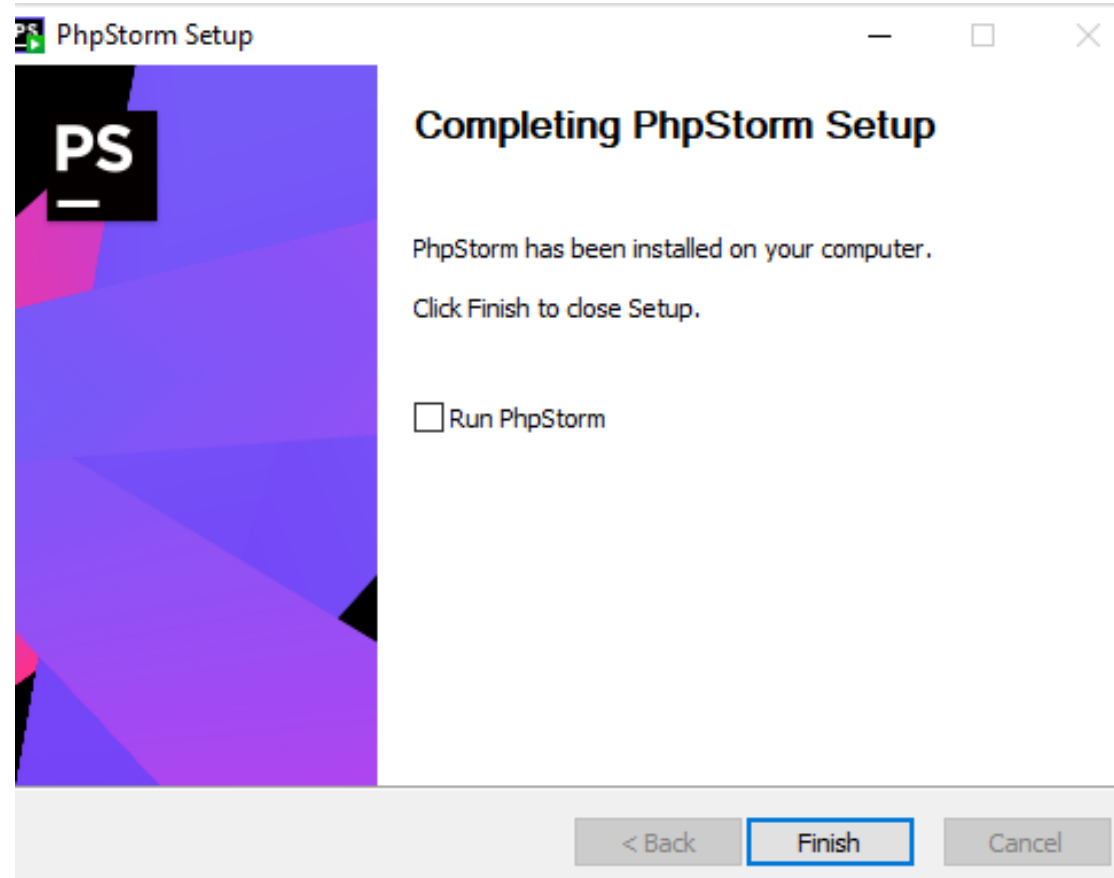 PhpStorm Setup
PS
Completing PhpStorm Setup
PhpStorm has been installed on your computer.
Click Finish to close Setup.
Run PhpStorm
< Back
Finish
Cancel